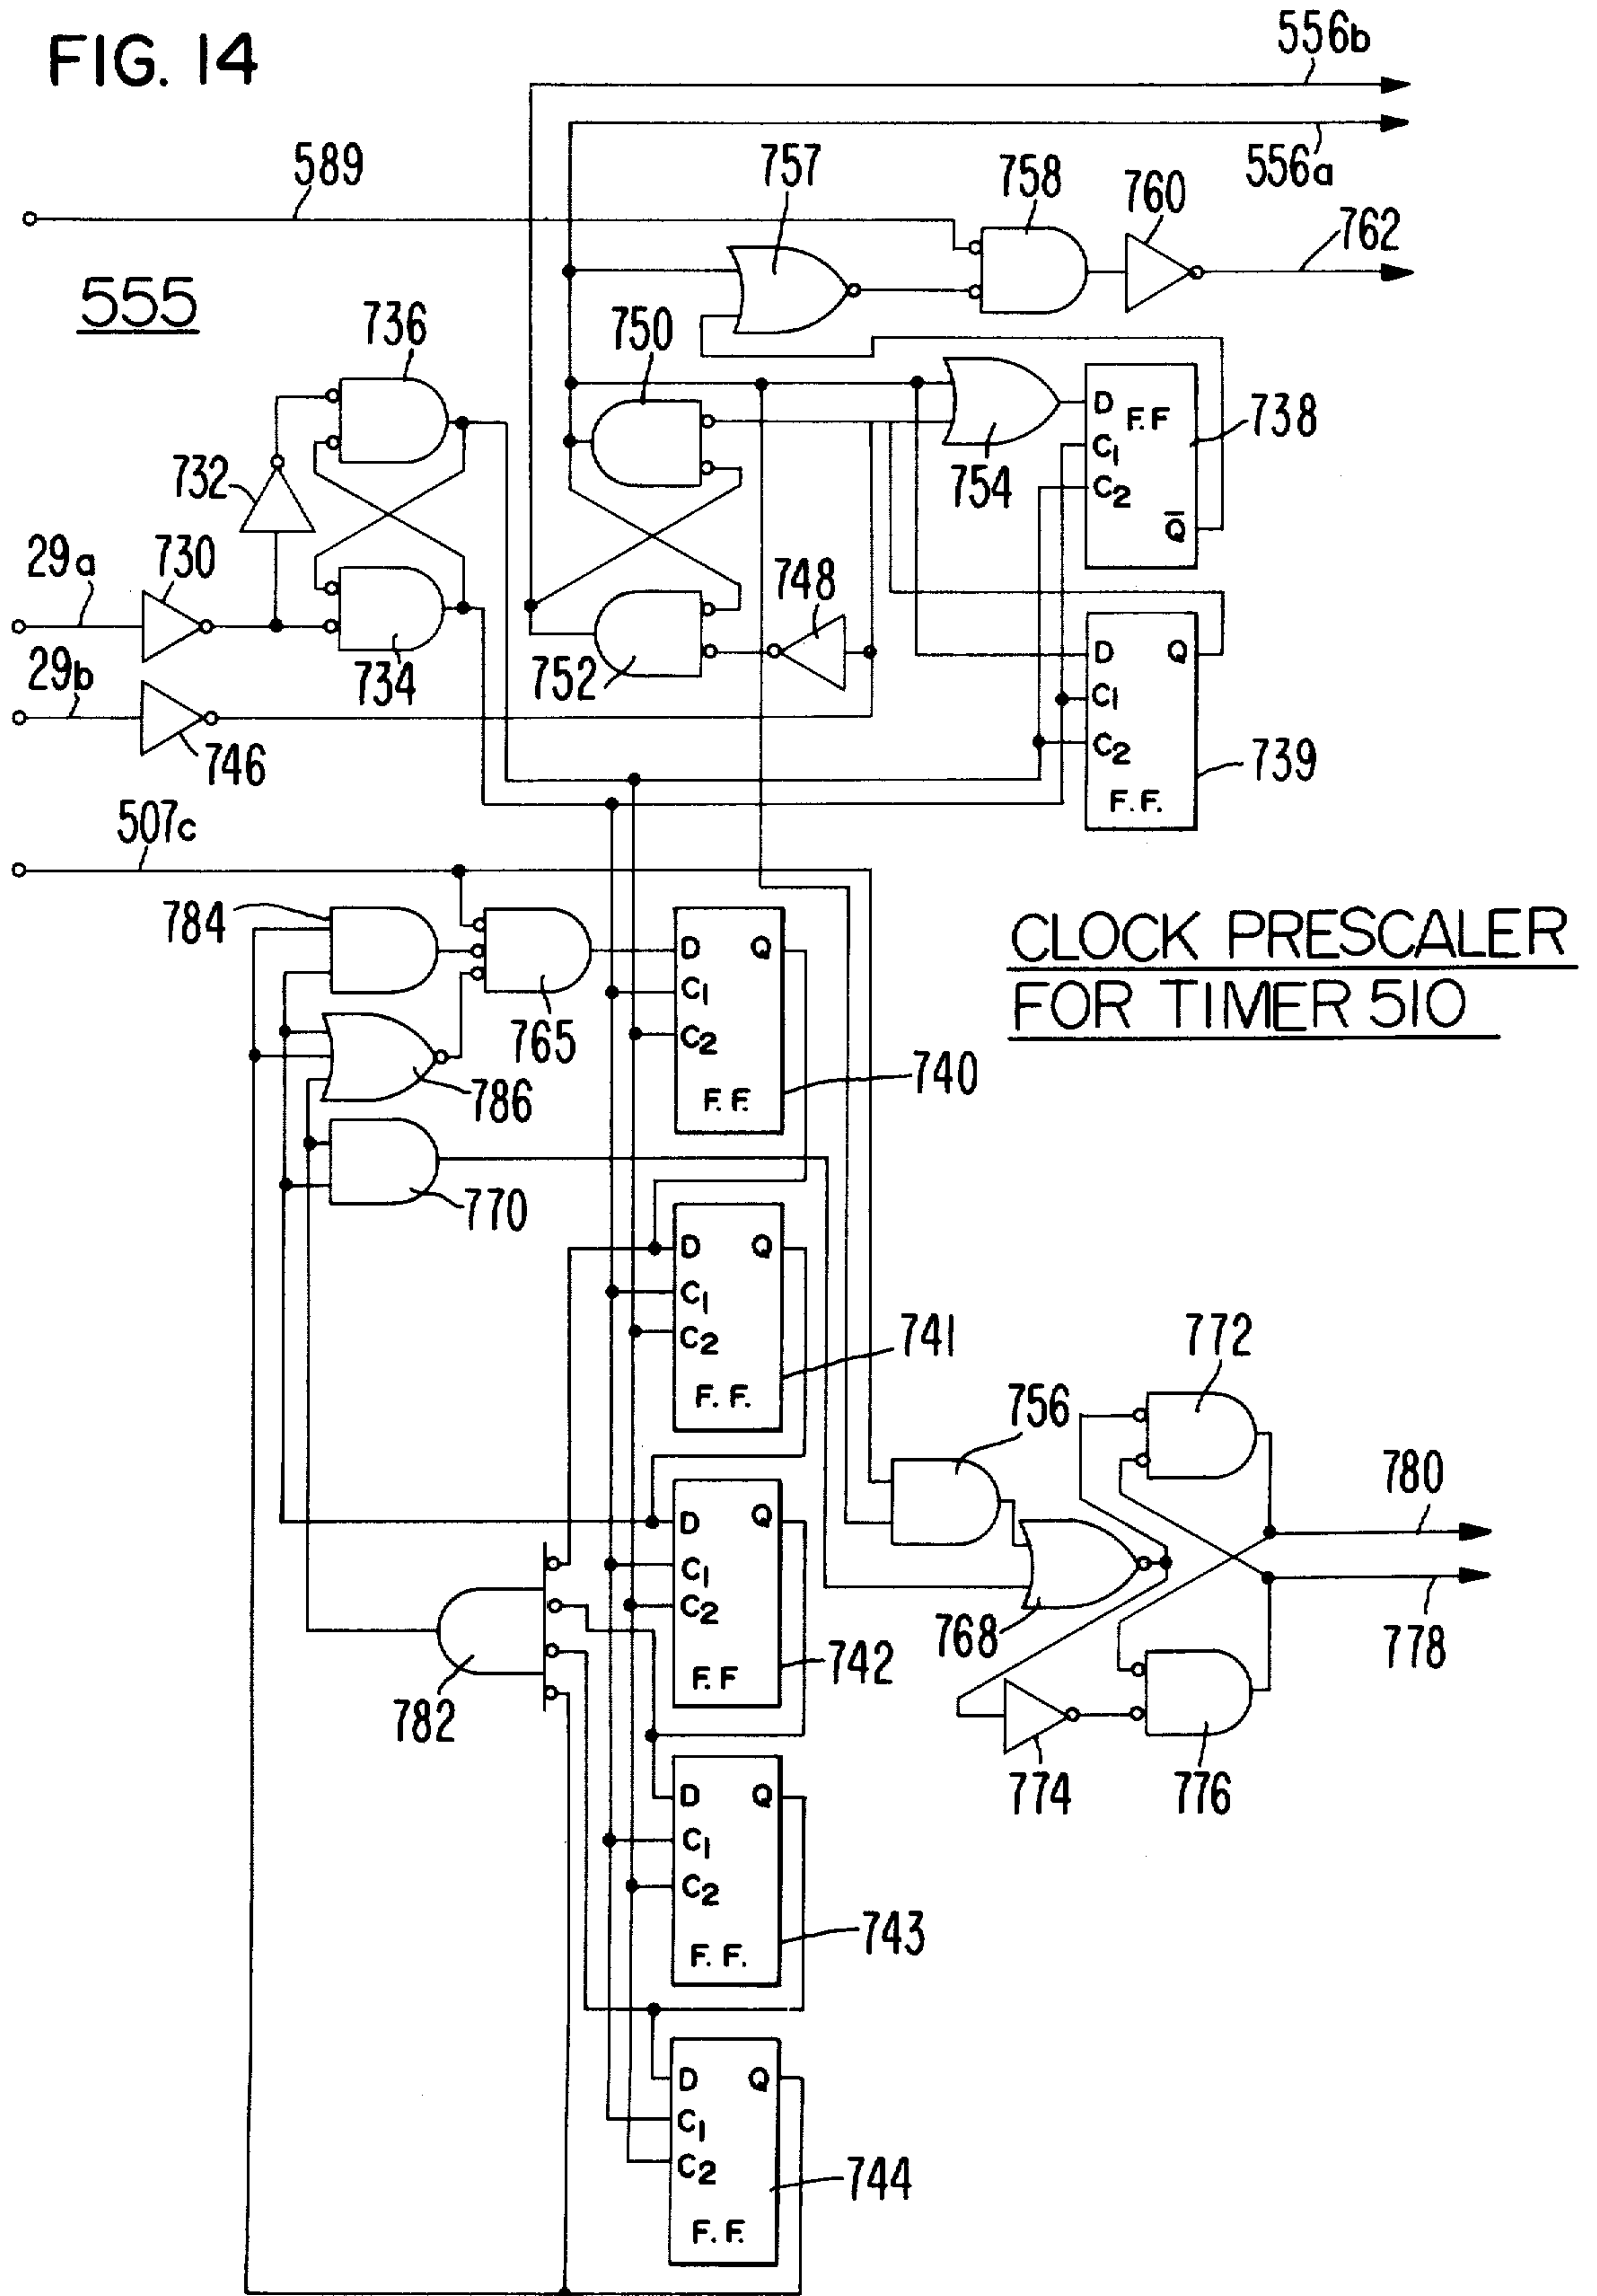 FIG. 14
556b
556a
589
757
758
760
762
555
736
750
754
D
F.F
C1
C2
Q̅
738
732
29a
730
734
748
752
29b
746
D
Q
C1
C2
F.F.
739
507c
784
765
786
770
D
Q
C1
C2
F.F.
740
CLOCK PRESCALER
FOR TIMER 510
D
Q
C1
C2
F.F.
741
772
756
780
768
778
774
776
D
Q
C1
C2
F.F
742
782
D
Q
C1
C2
F.F.
743
D
Q
C1
C2
F.F.
744